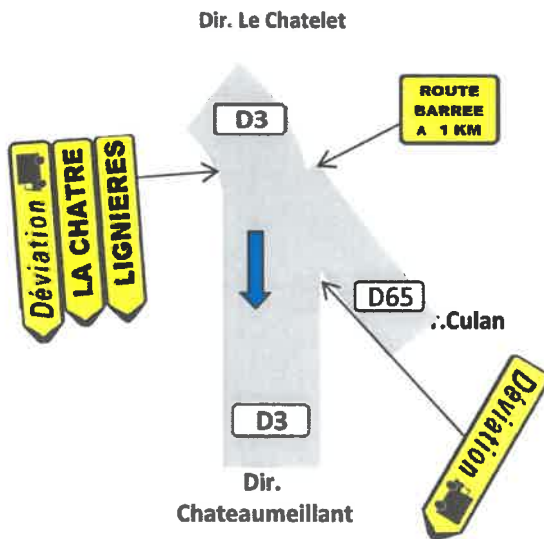 Dir. Le Chatelet
D3
ROUTE
BARREE
A 1 KM
Déviation
LA CHATRE
LIGNIERES
D65
r.Culan
D3
Déviation
Dir.
Chateaumeillant